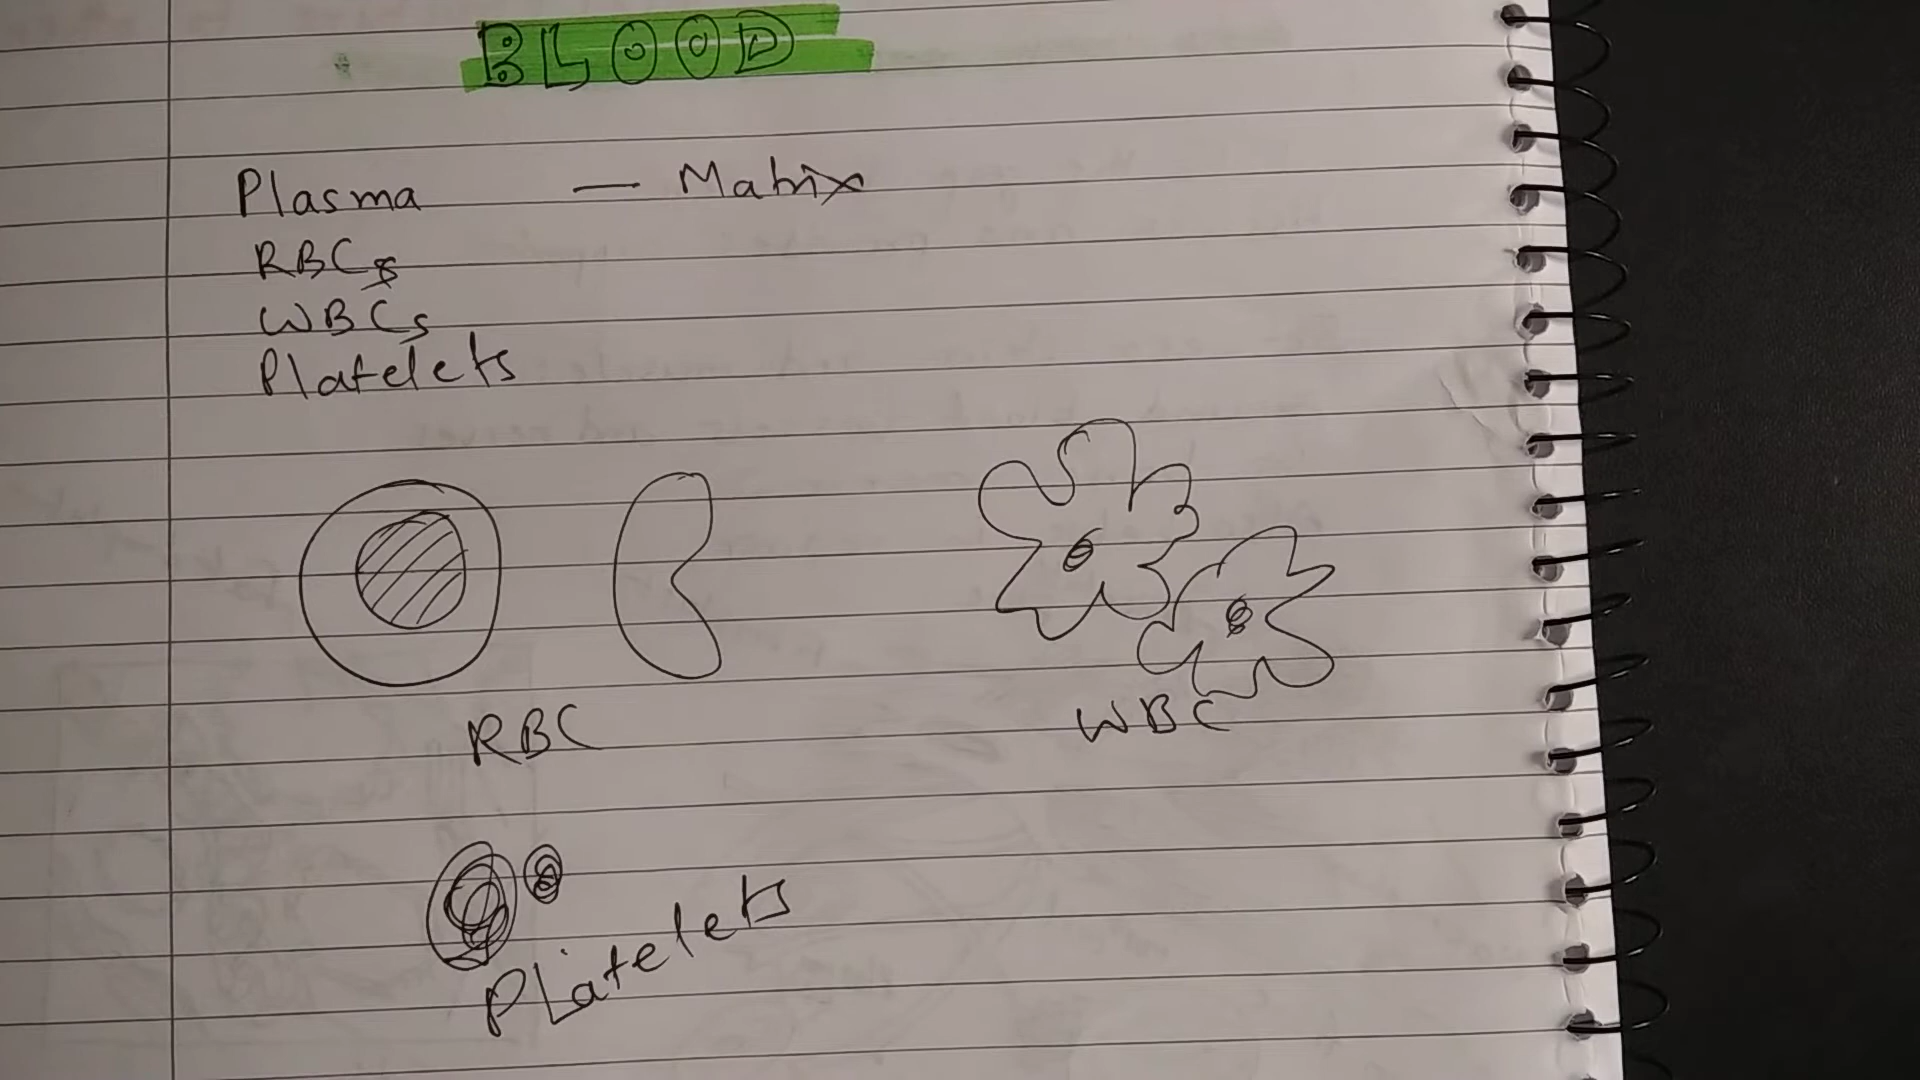 BLOOD
Plasma — Matrix
RBCs
WBCs
Platelets
RBC
WBC
Platelets